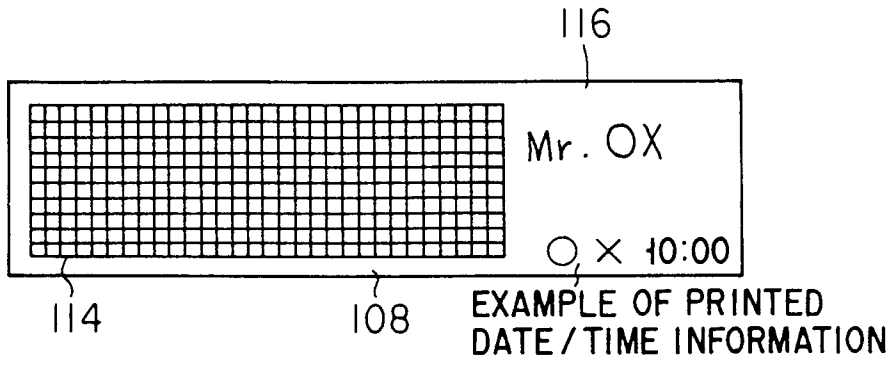 116
Mr. OX
○ × 10:00
114
108
EXAMPLE OF PRINTED
DATE/TIME INFORMATION